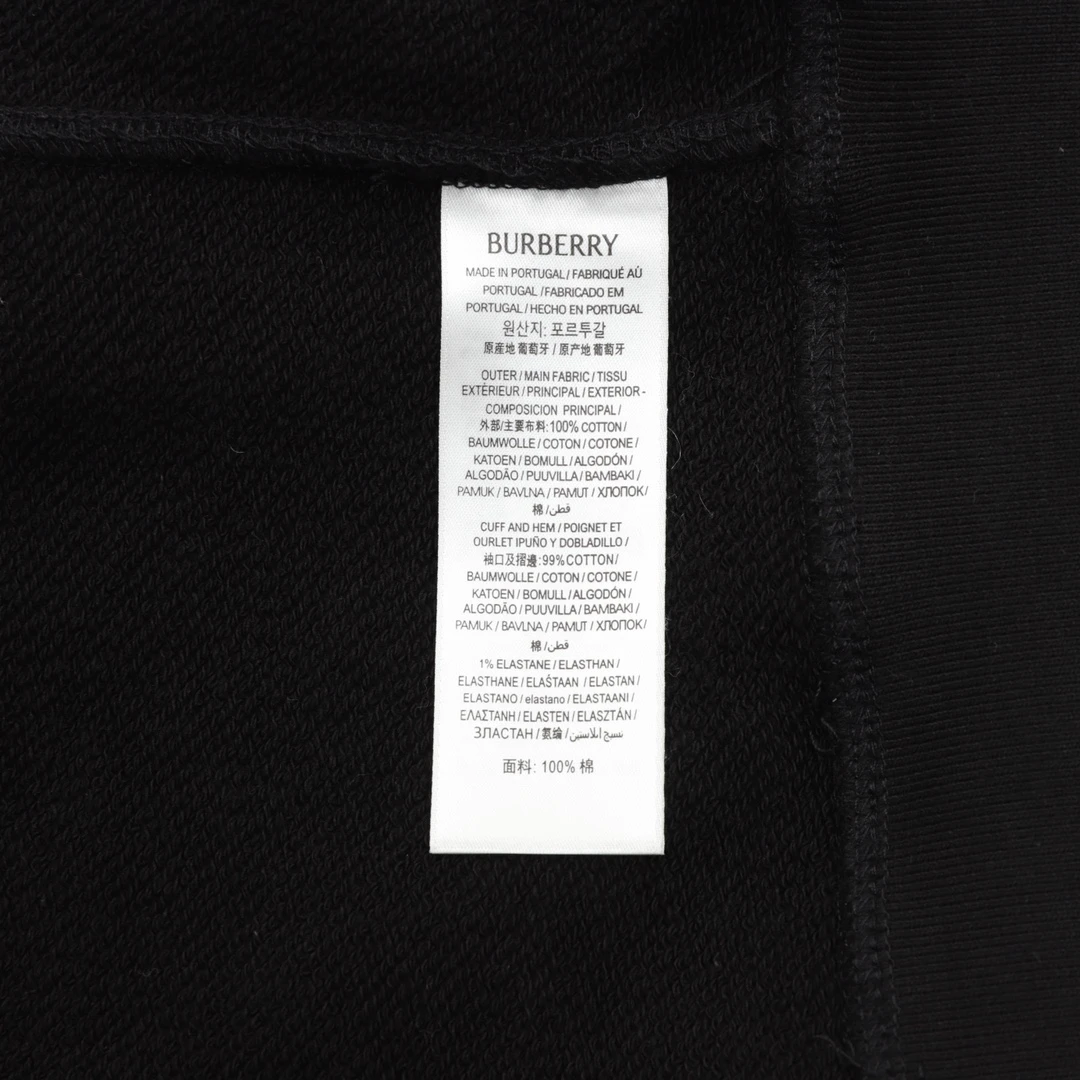 BURBERRY
MADE IN PORTUGAL / FABRIQUÉ AÙ
PORTUGAL /FABRICADO EM
PORTUGAL / HECHO EN PORTUGAL
원산지: 포르투갈
原産地 葡萄牙 / 原产地 葡萄牙
OUTER / MAIN FABRIC / TISSU
EXTÈRIEUR / PRINCIPAL / EXTERIOR -
COMPOSICION PRINCIPAL /
外部/主要布料:100% COTTON /
BAUMWOLLE / COTON / COTONE /
KATOEN / BOMULL / ALGODÓN /
ALGODÃO / PUUVILLA / BAMBAKI /
PAMUK / BAVLNA / PAMUT / ХЛОПОК /
棉 /قطن
CUFF AND HEM / POIGNET ET
OURLET IPUÑO Y DOBLADILLO /
袖口及摺邊:99% COTTON /
BAUMWOLLE / COTON / COTONE /
KATOEN / BOMULL / ALGODÓN /
ALGODÃO / PUUVILLA / BAMBAKI /
PAMUK / BAVLNA / PAMUT / ХЛОПОК /
棉 /قطن
1% ELASTANE / ELASTHAN /
ELASTHANE / ELAŚTAAN / ELASTAN /
ELASTANO / elastano / ELASTAANI /
ΕΛΑΣΤΑΝΗ / ELASTEN / ELASZTÁN /
ЗЛАСТАН / 氨纶 / نسيج ايلاستين
面料: 100% 棉